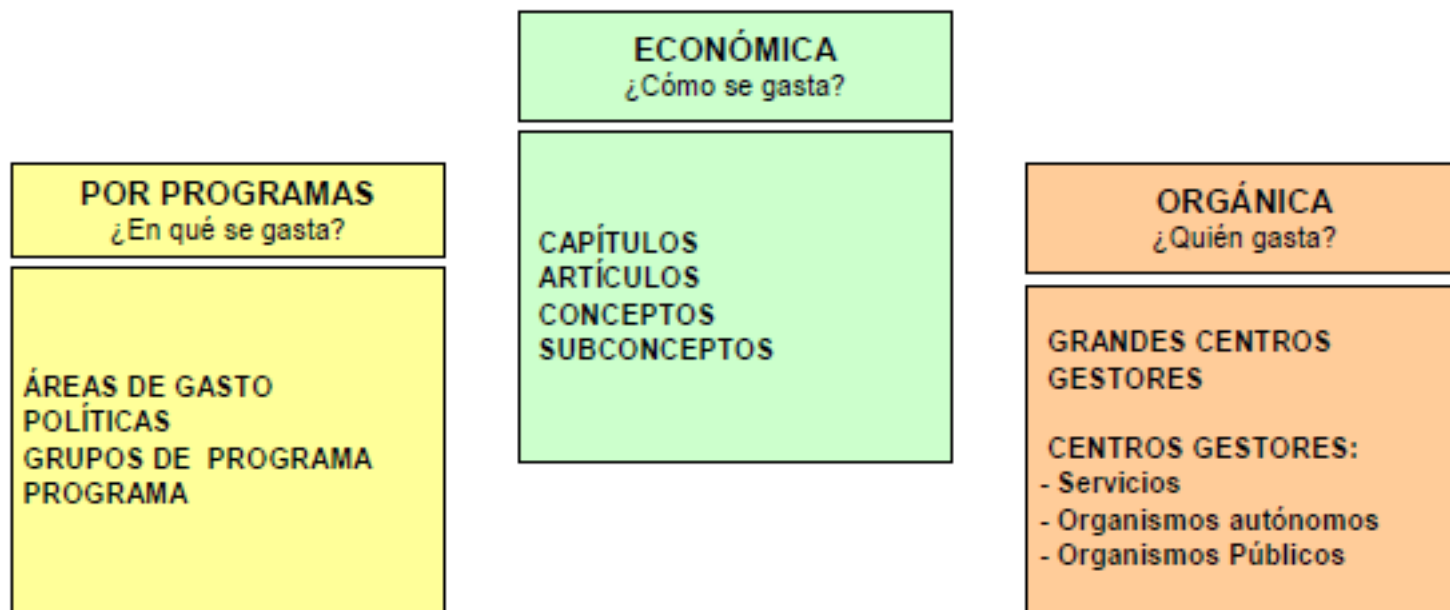 ECONÓMICA
¿Cómo se gasta?
CAPÍTULOS
ARTÍCULOS
CONCEPTOS
SUBCONCEPTOS
POR PROGRAMAS
¿En qué se gasta?
ÁREAS DE GASTO
POLÍTICAS
GRUPOS DE PROGRAMA
PROGRAMA
ORGÁNICA
¿Quién gasta?
GRANDES CENTROS
GESTORES
CENTROS GESTORES:
- Servicios
- Organismos autónomos
- Organismos Públicos